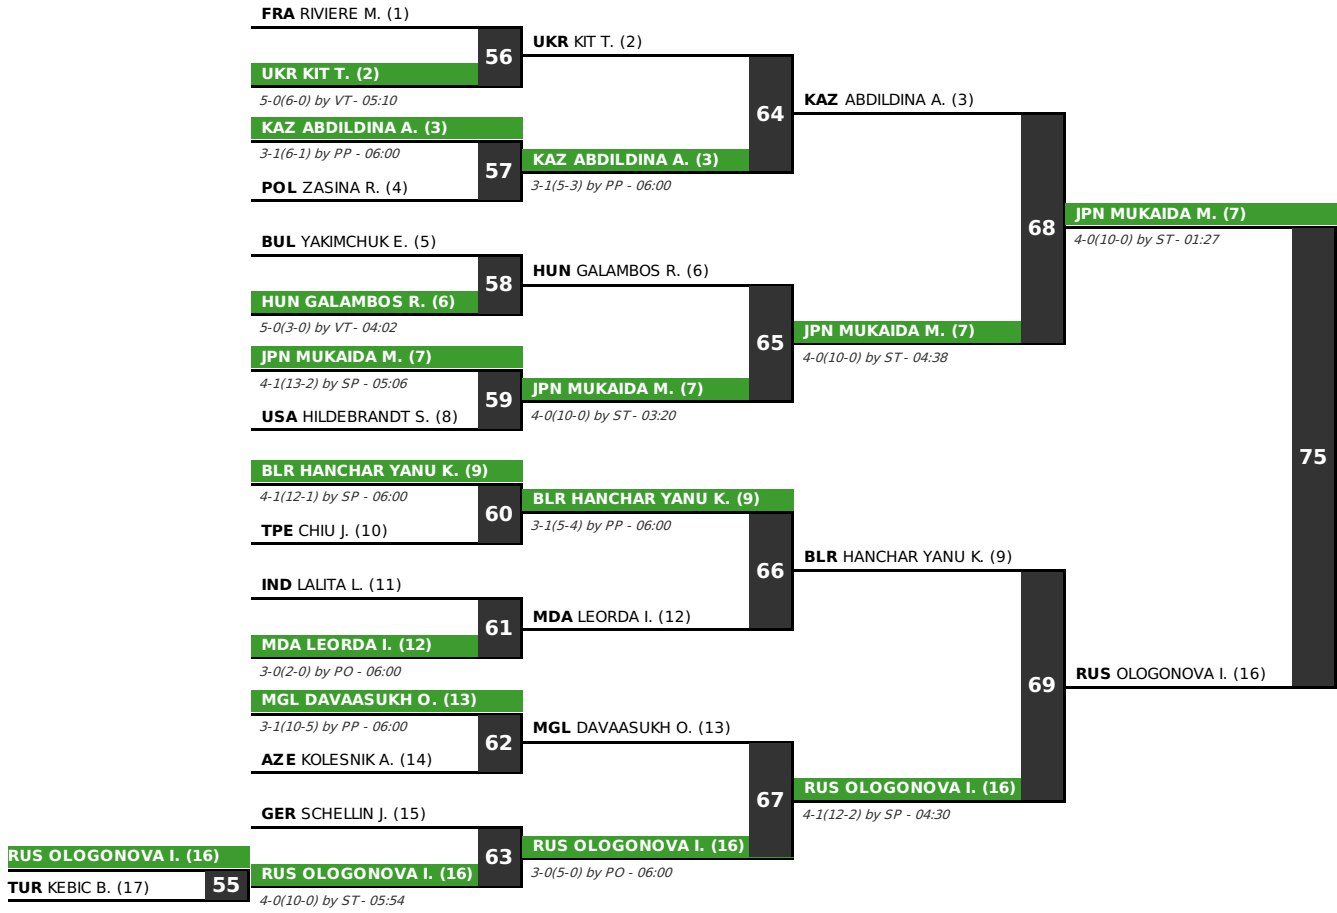 FRA RIVIERE M. (1)
56
UKR KIT T. (2)
5-0(6-0) by VT - 05:10
KAZ ABDILDINA A. (3)
3-1(6-1) by PP - 06:00
57
POL ZASINA R. (4)
BUL YAKIMCHUK E. (5)
58
HUN GALAMBOS R. (6)
5-0(3-0) by VT - 04:02
JPN MUKAIDA M. (7)
4-1(13-2) by SP - 05:06
59
USA HILDEBRANDT S. (8)
BLR HANCHAR YANU K. (9)
4-1(12-1) by SP - 06:00
60
TPE CHIU J. (10)
IND LALITA L. (11)
61
MDA LEORDA I. (12)
3-0(2-0) by PO - 06:00
MGL DAVAASUKH O. (13)
3-1(10-5) by PP - 06:00
62
AZE KOLESNIK A. (14)
GER SCHELLIN J. (15)
63
RUS OLOGONOVA I. (16)
4-0(10-0) by ST - 05:54
RUS OLOGONOVA I. (16)
55
TUR KEBIC B. (17)
UKR KIT T. (2)
64
KAZ ABDILDINA A. (3)
3-1(5-3) by PP - 06:00
HUN GALAMBOS R. (6)
65
JPN MUKAIDA M. (7)
4-0(10-0) by ST - 03:20
BLR HANCHAR YANU K. (9)
3-1(5-4) by PP - 06:00
66
MDA LEORDA I. (12)
MGL DAVAASUKH O. (13)
67
RUS OLOGONOVA I. (16)
3-0(5-0) by PO - 06:00
KAZ ABDILDINA A. (3)
68
JPN MUKAIDA M. (7)
4-0(10-0) by ST - 04:38
BLR HANCHAR YANU K. (9)
69
RUS OLOGONOVA I. (16)
4-1(12-2) by SP - 04:30
JPN MUKAIDA M. (7)
4-0(10-0) by ST - 01:27
75
RUS OLOGONOVA I. (16)